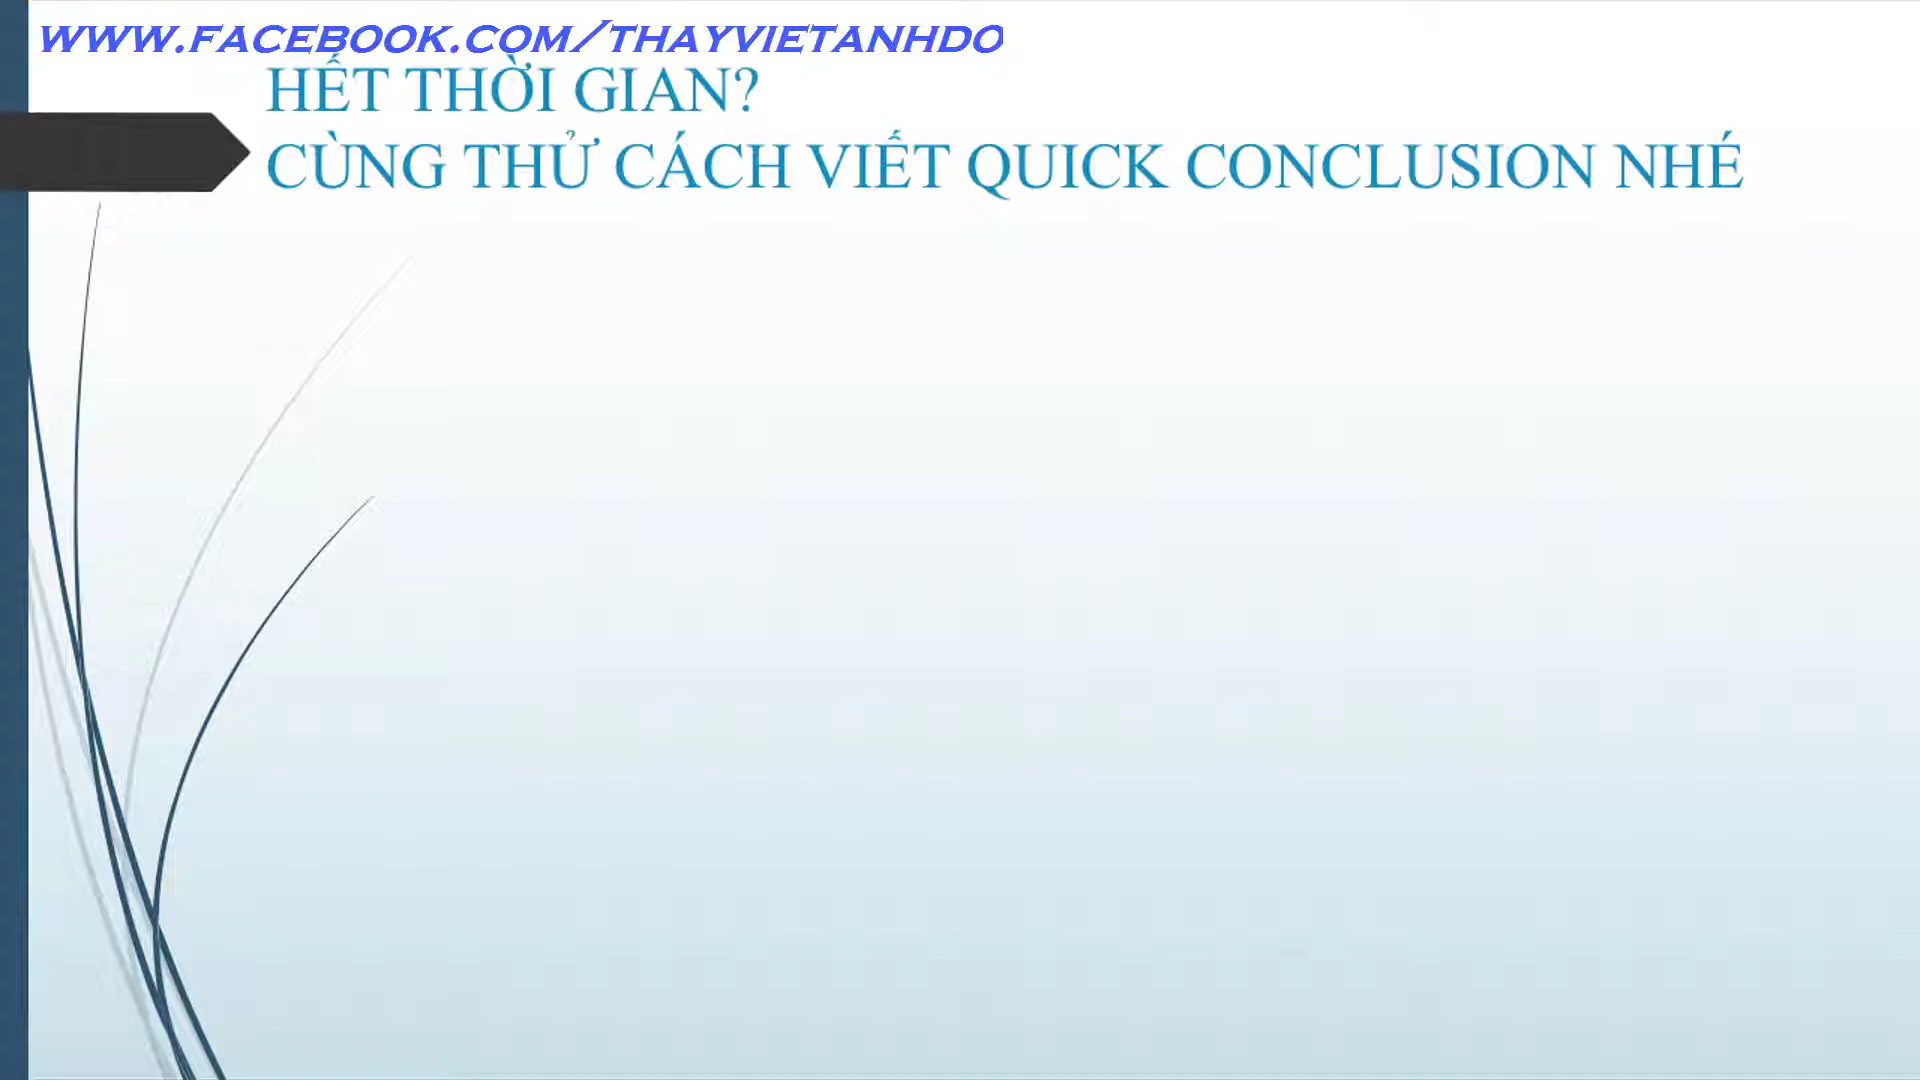 WWW.FACEBOOK.COM/THAYVIETANHDO
HẾT THỜI GIAN?
CÙNG THỬ CÁCH VIẾT QUICK CONCLUSION NHÉ